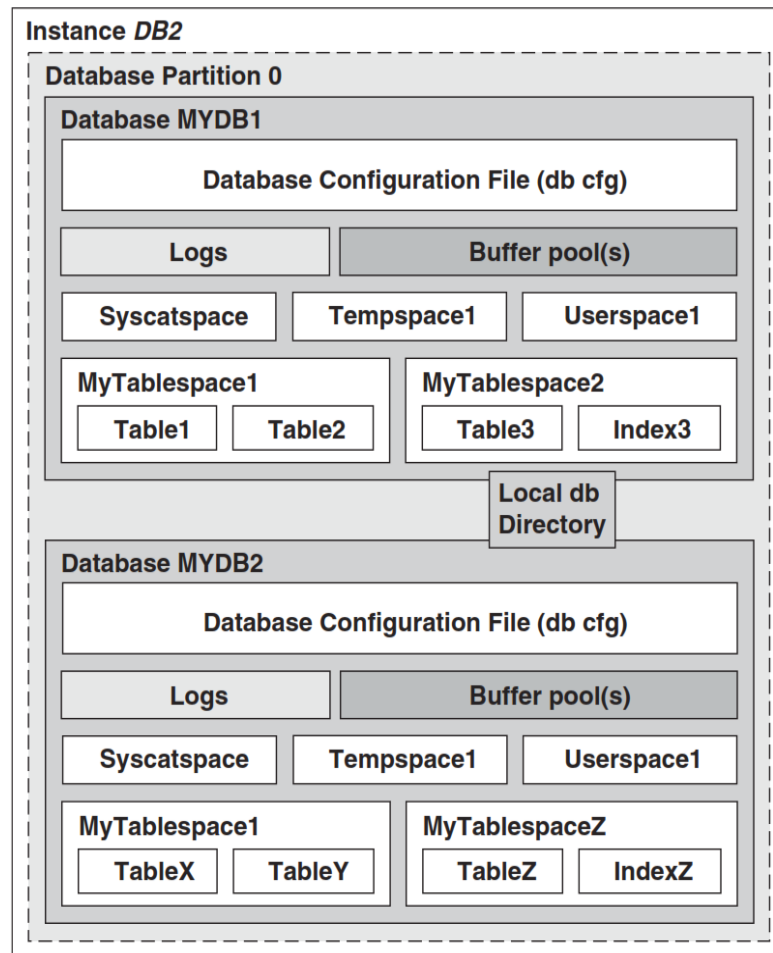 Instance DB2
Database Partition 0
Database MYDB1
Database Configuration File (db cfg)
Logs
Buffer pool(s)
Syscatspace
Tempspace1
Userspace1
MyTablespace1
Table1
Table2
MyTablespace2
Table3
Index3
Local db
Directory
Database MYDB2
Database Configuration File (db cfg)
Logs
Buffer pool(s)
Syscatspace
Tempspace1
Userspace1
MyTablespace1
TableX
TableY
MyTablespaceZ
TableZ
IndexZ